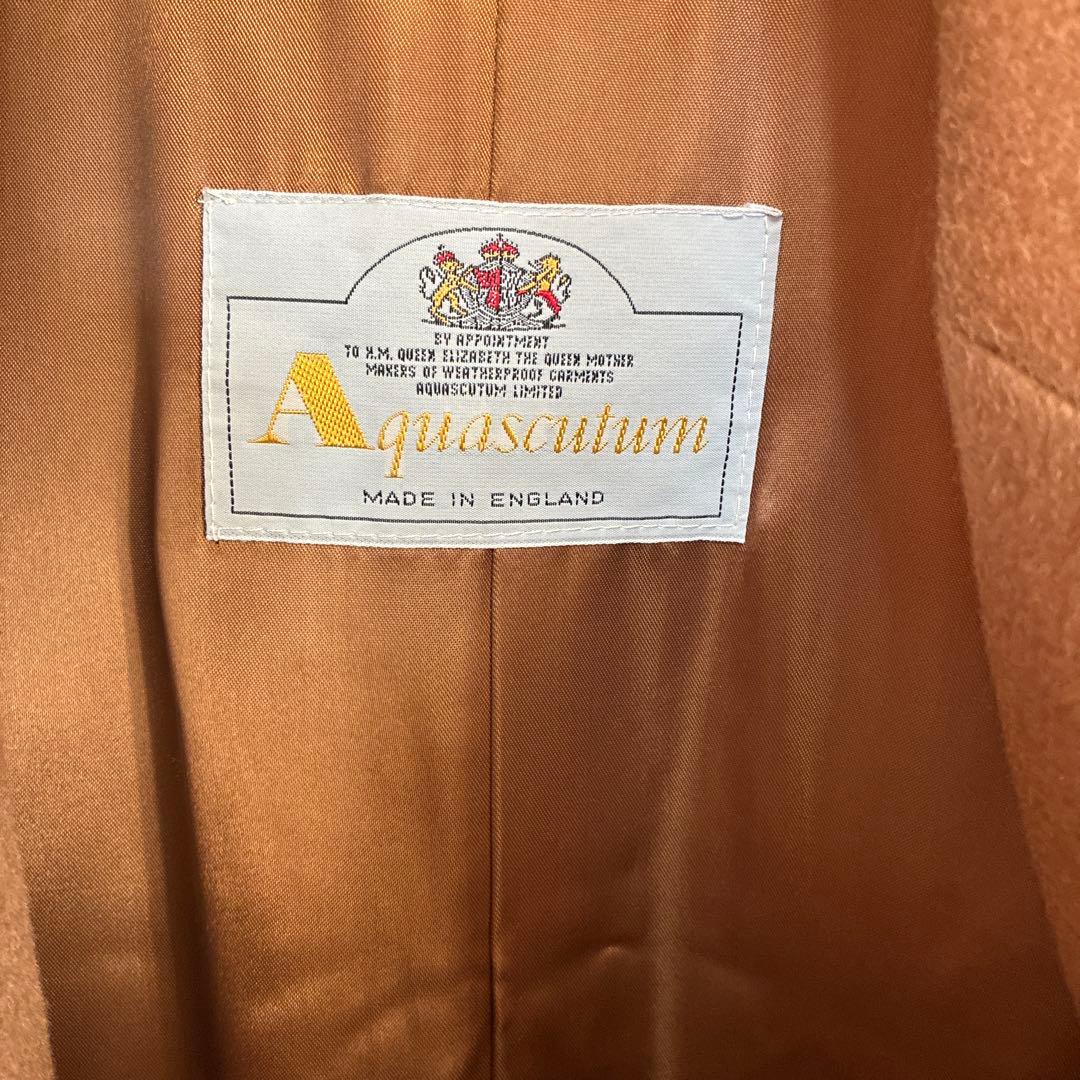 BY APPOINTMENT
TO H.M. QUEEN ELIZABETH THE QUEEN MOTHER
MAKERS OF WEATHERPROOF GARMENTS
AQUASCUTUM LIMITED
Aquascutum
MADE IN ENGLAND